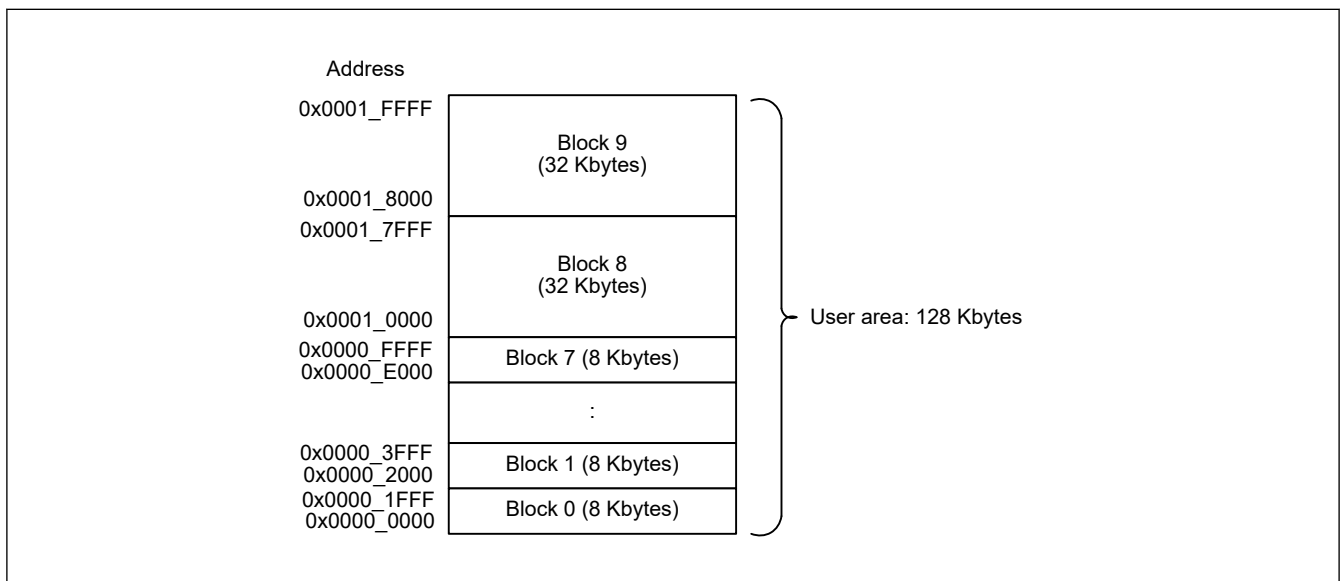 Address
0x0001_FFFF
Block 9
(32 Kbytes)
0x0001_8000
0x0001_7FFF
Block 8
(32 Kbytes)
User area: 128 Kbytes
0x0001_0000
0x0000_FFFF
Block 7 (8 Kbytes)
0x0000_E000
:
0x0000_3FFF
Block 1 (8 Kbytes)
0x0000_2000
0x0000_1FFF
Block 0 (8 Kbytes)
0x0000_0000